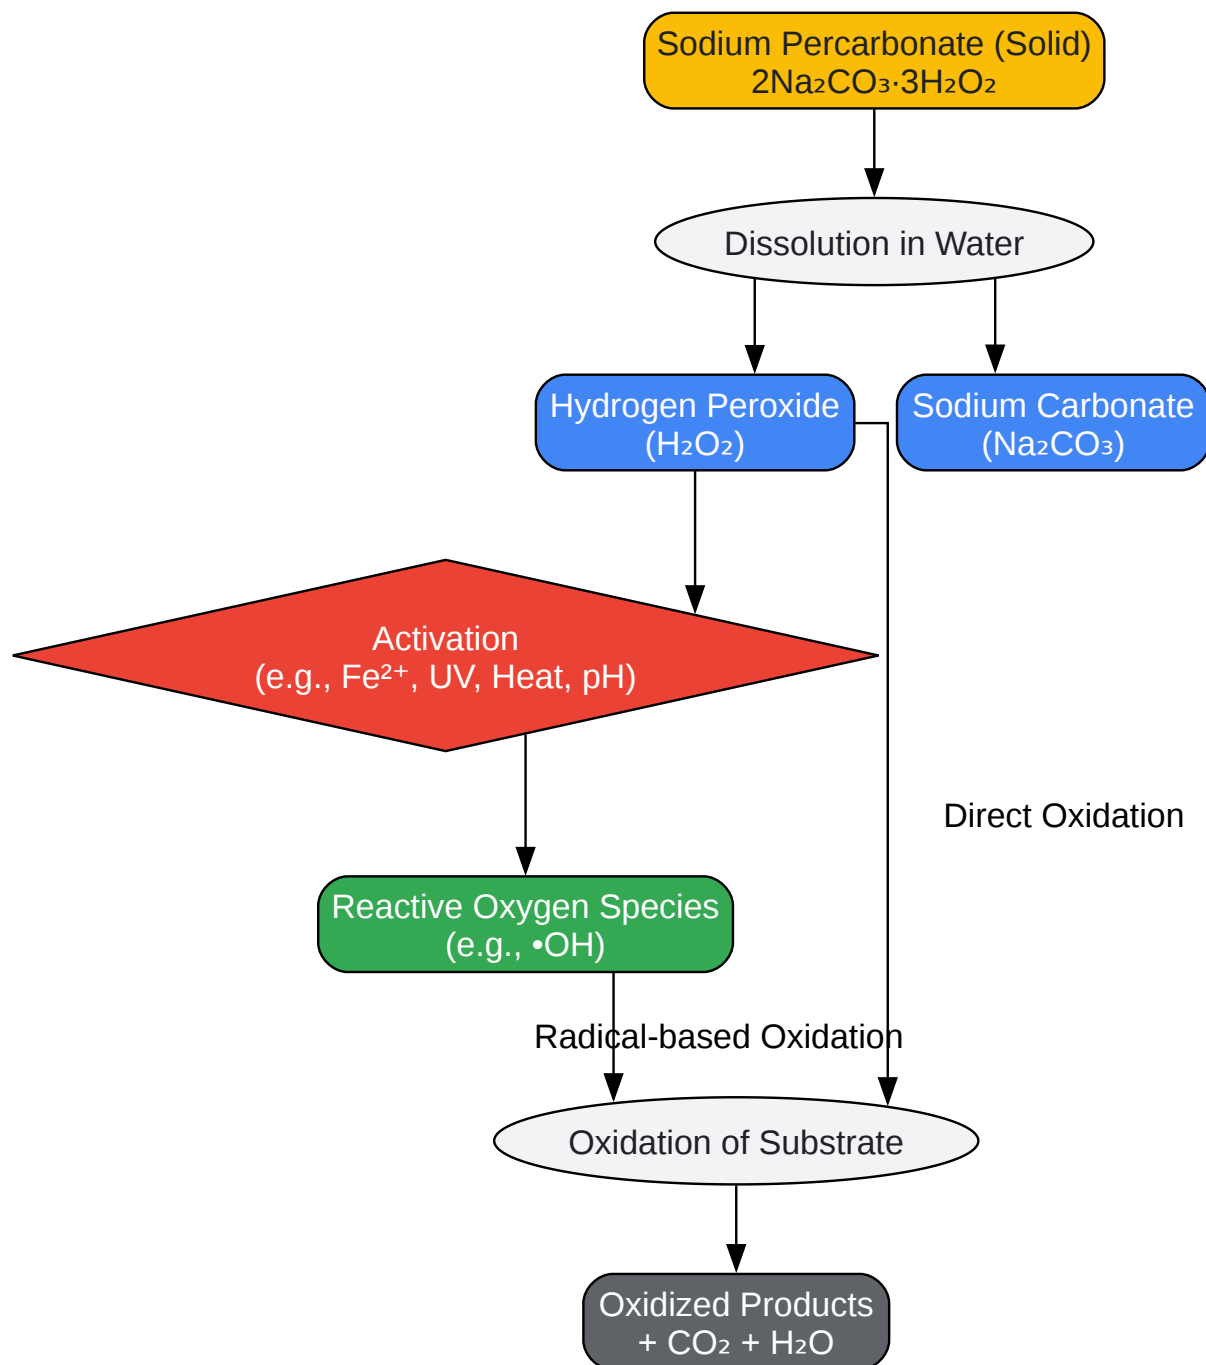 Sodium Percarbonate (Solid)
2Na₂CO₃·3H₂O₂
Dissolution in Water
Hydrogen Peroxide
(H₂O₂)
Sodium Carbonate
(Na₂CO₃)
Activation
(e.g., Fe²⁺, UV, Heat, pH)
Direct Oxidation
Reactive Oxygen Species
(e.g., •OH)
Radical-based Oxidation
Oxidation of Substrate
Oxidized Products
+ CO₂ + H₂O